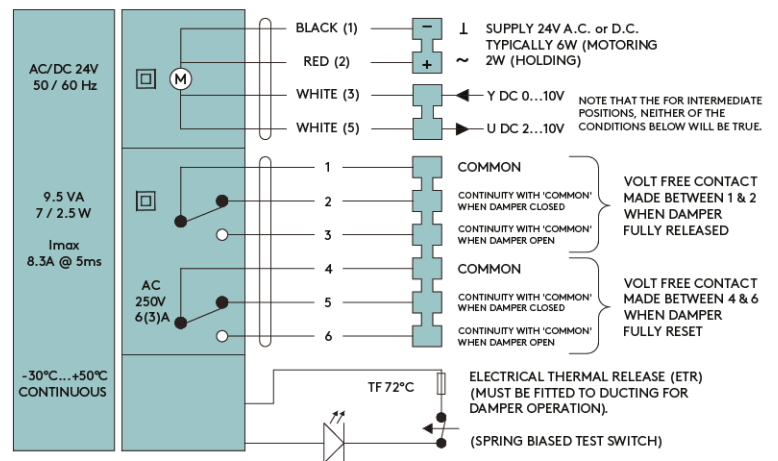 AC/DC 24V
50 / 60 Hz
9.5 VA
7 / 2.5 W
Imax
8.3A @ 5ms
-30°C...+50°C
CONTINUOUS
M
AC
250V
6(3)A
BLACK (1)
RED (2)
WHITE (3)
WHITE (5)
1
2
3
4
5
6
−
+
⊥
~
SUPPLY 24V A.C. or D.C.
TYPICALLY 6W (MOTORING
2W (HOLDING)
Y DC 0...10V
U DC 2...10V
NOTE THAT THE FOR INTERMEDIATE
POSITIONS, NEITHER OF THE
CONDITIONS BELOW WILL BE TRUE.
COMMON
CONTINUITY WITH 'COMMON'
WHEN DAMPER CLOSED
CONTINUITY WITH 'COMMON'
WHEN DAMPER OPEN
VOLT FREE CONTACT
MADE BETWEEN 1 & 2
WHEN DAMPER
FULLY RELEASED
COMMON
CONTINUITY WITH 'COMMON'
WHEN DAMPER CLOSED
CONTINUITY WITH 'COMMON'
WHEN DAMPER OPEN
VOLT FREE CONTACT
MADE BETWEEN 4 & 6
WHEN DAMPER
FULLY RESET
TF 72°C
ELECTRICAL THERMAL RELEASE (ETR)
(MUST BE FITTED TO DUCTING FOR
DAMPER OPERATION).
(SPRING BIASED TEST SWITCH)